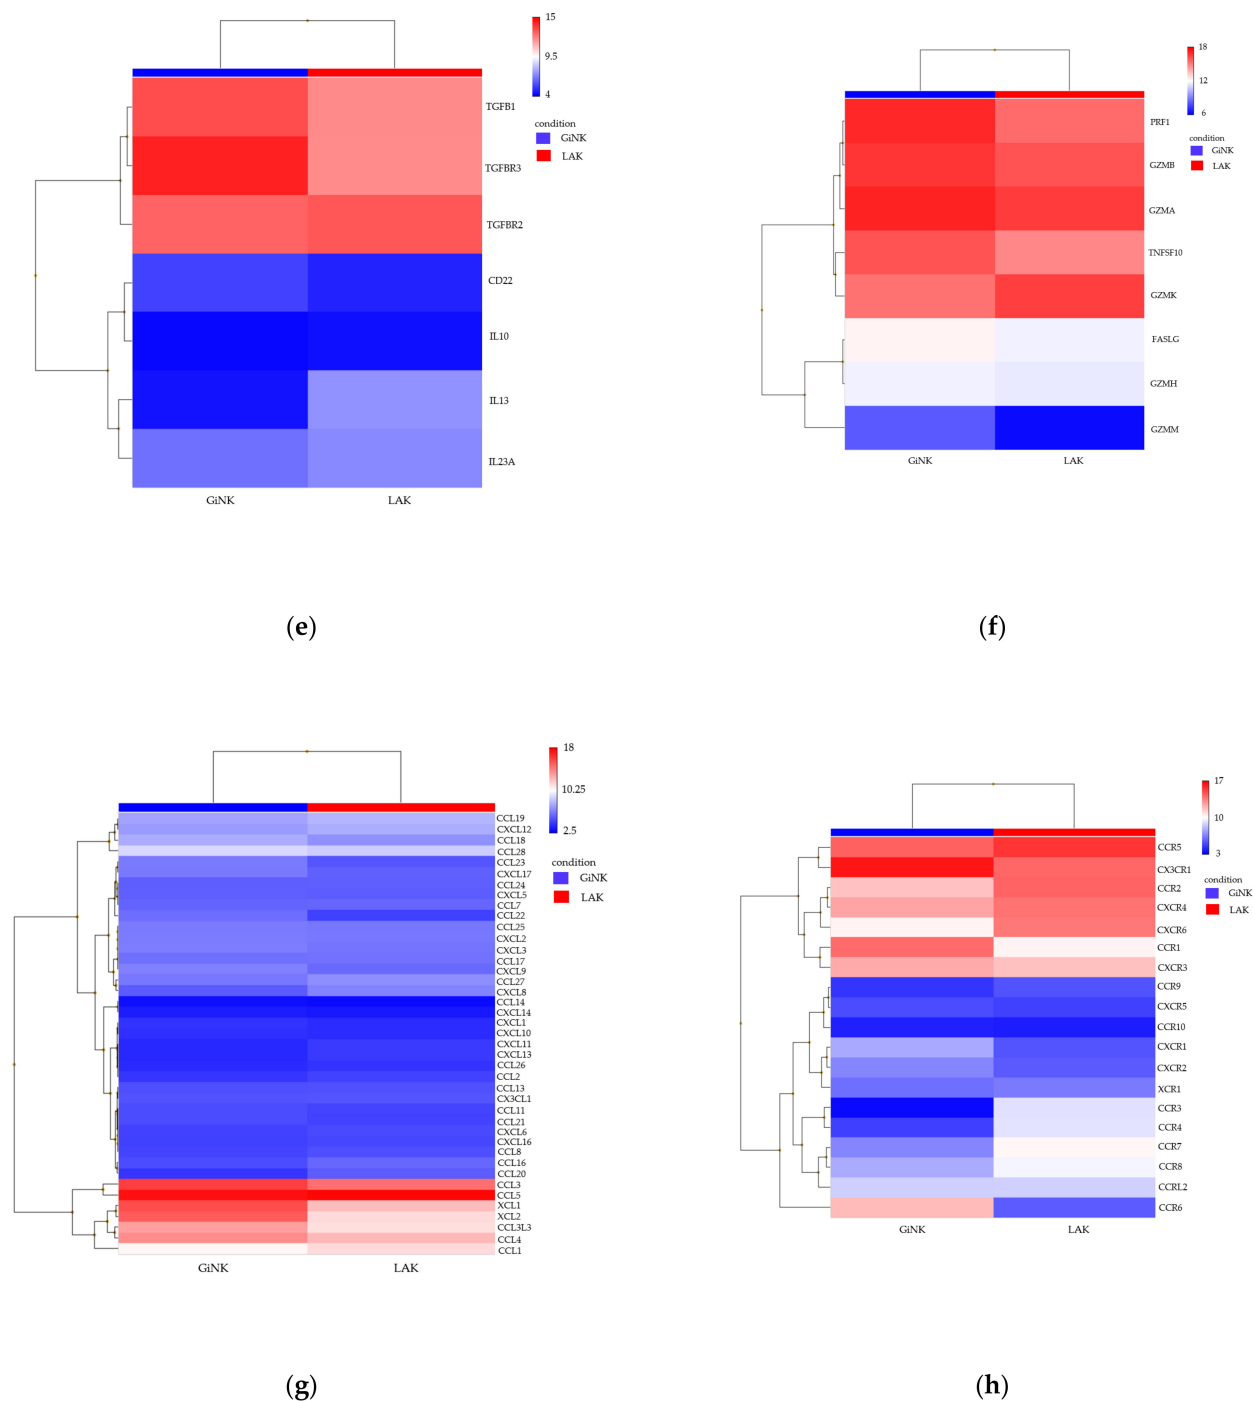 15
9.5
4
condition
GiNK
LAK
TGFB1
TGFBR3
TGFBR2
CD22
IL10
IL13
IL23A
GiNK LAK
(e)
18
12
6
condition
GiNK
LAK
PRF1
GZMB
GZMA
TNFSF10
GZMK
FASLG
GZMH
GZMM
GiNK LAK
(f)
18
10.25
2.5
condition
GiNK
LAK
CCL19
CXCL12
CCL18
CCL28
CCL23
CXCL17
CCL24
CXCL5
CCL7
CCL22
CCL25
CXCL2
CXCL3
CCL17
CXCL9
CCL27
CXCL8
CCL14
CXCL14
CXCL1
CXCL10
CXCL11
CXCL13
CCL26
CCL2
CCL13
CX3CL1
CCL11
CCL21
CXCL6
CXCL16
CCL8
CCL16
CCL20
CCL3
CCL5
XCL1
XCL2
CCL3L3
CCL4
CCL1
GiNK LAK
(g)
17
10
3
condition
GiNK
LAK
CCR5
CX3CR1
CCR2
CXCR4
CXCR6
CCR1
CXCR3
CCR9
CXCR5
CCR10
CXCR1
CXCR2
XCR1
CCR3
CCR4
CCR7
CCR8
CCRL2
CCR6
GiNK LAK
(h)